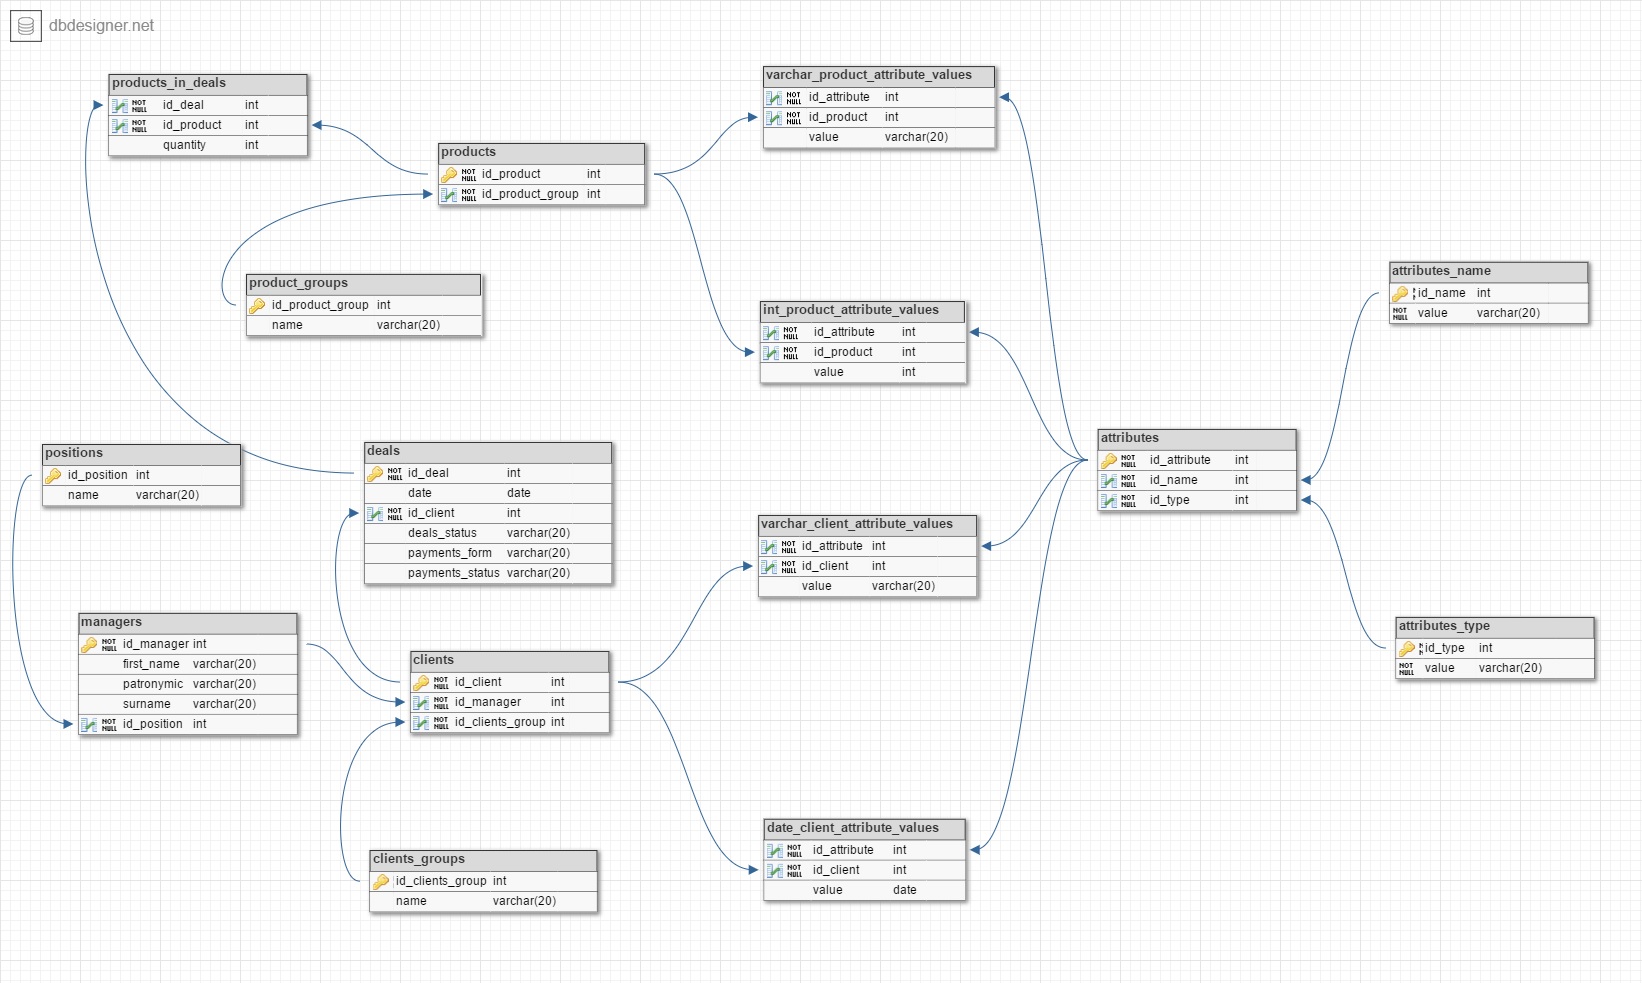 dbdesigner.net
products_in_deals
NOT NULL id_deal int
NOT NULL id_product int
quantity int
products
NOT NULL id_product int
NOT NULL id_product_group int
product_groups
id_product_group int
name varchar(20)
varchar_product_attribute_values
NOT NULL id_attribute int
NOT NULL id_product int
value varchar(20)
int_product_attribute_values
NOT NULL id_attribute int
NOT NULL id_product int
value int
attributes_name
id_name int
NOT NULL value varchar(20)
attributes
NOT NULL id_attribute int
NOT NULL id_name int
NOT NULL id_type int
positions
id_position int
name varchar(20)
deals
NOT NULL id_deal int
date date
NOT NULL id_client int
deals_status varchar(20)
payments_form varchar(20)
payments_status varchar(20)
varchar_client_attribute_values
NOT NULL id_attribute int
NOT NULL id_client int
value varchar(20)
managers
NOT NULL id_manager int
first_name varchar(20)
patronymic varchar(20)
surname varchar(20)
NOT NULL id_position int
clients
NOT NULL id_client int
NOT NULL id_manager int
NOT NULL id_clients_group int
attributes_type
id_type int
NOT NULL value varchar(20)
clients_groups
id_clients_group int
name varchar(20)
date_client_attribute_values
NOT NULL id_attribute int
NOT NULL id_client int
value date